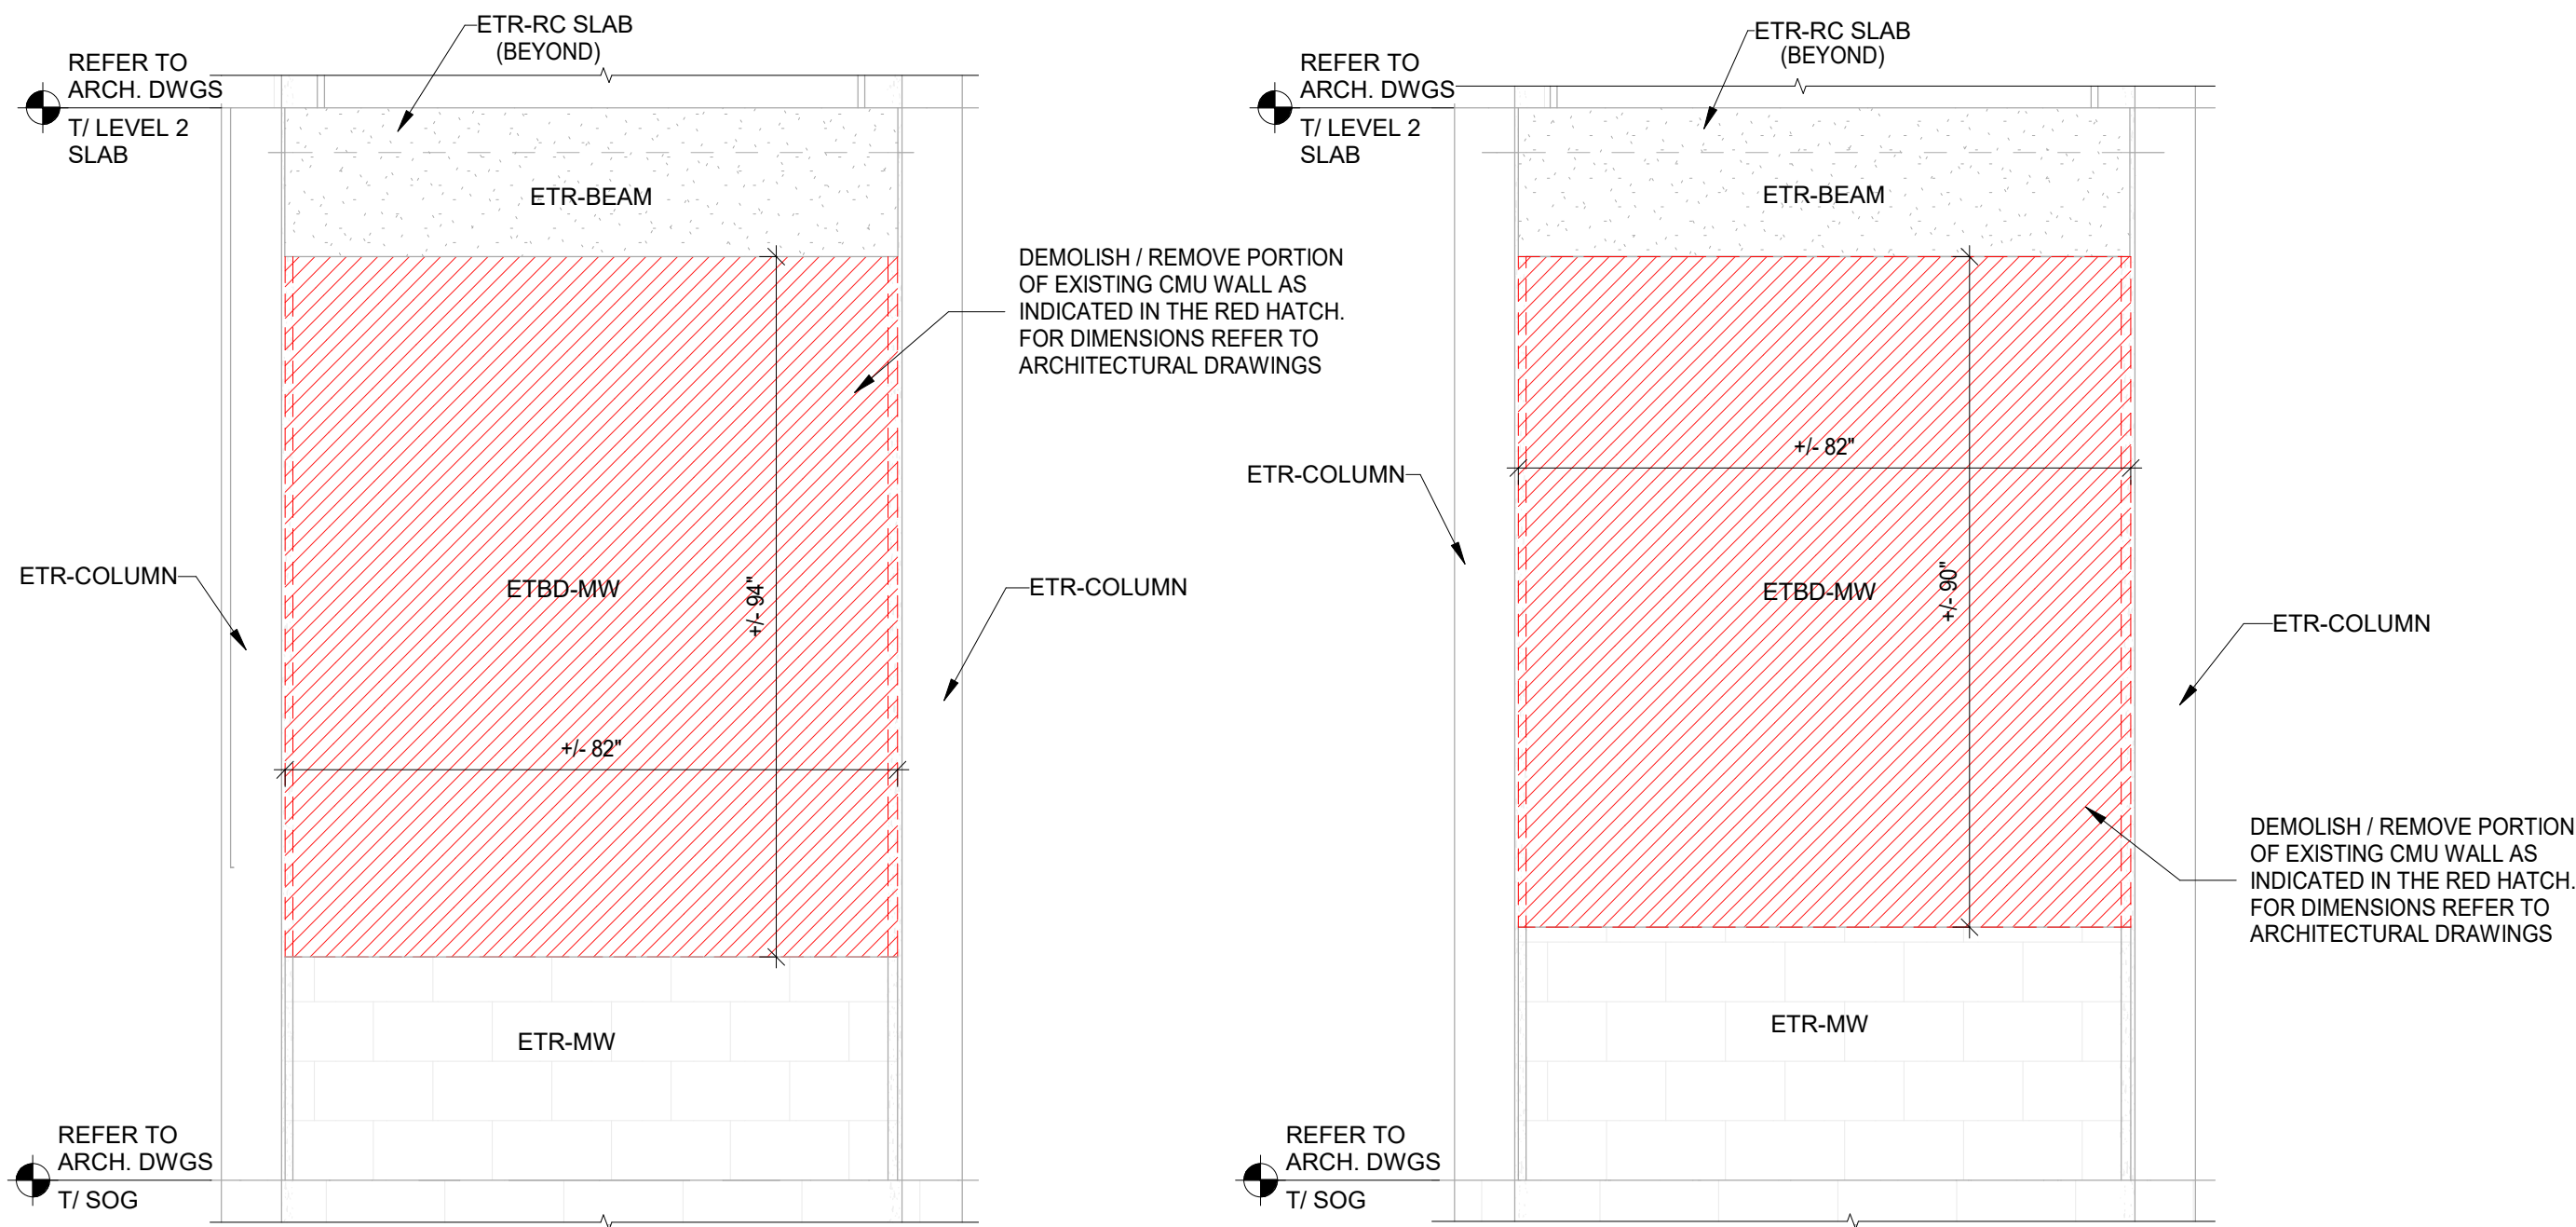 ETR-RC SLAB
(BEYOND)
REFER TO
ARCH. DWGS
T/ LEVEL 2
SLAB
ETR-BEAM
DEMOLISH / REMOVE PORTION
OF EXISTING CMU WALL AS
INDICATED IN THE RED HATCH.
FOR DIMENSIONS REFER TO
ARCHITECTURAL DRAWINGS
ETR-COLUMN
ETBD-MW
+/- 94"
ETR-COLUMN
+/- 82"
ETR-MW
REFER TO
ARCH. DWGS
T/ SOG
ETR-RC SLAB
(BEYOND)
REFER TO
ARCH. DWGS
T/ LEVEL 2
SLAB
ETR-BEAM
+/- 82"
ETR-COLUMN
ETBD-MW
+/- 90"
ETR-COLUMN
DEMOLISH / REMOVE PORTION
OF EXISTING CMU WALL AS
INDICATED IN THE RED HATCH.
FOR DIMENSIONS REFER TO
ARCHITECTURAL DRAWINGS
ETR-MW
REFER TO
ARCH. DWGS
T/ SOG